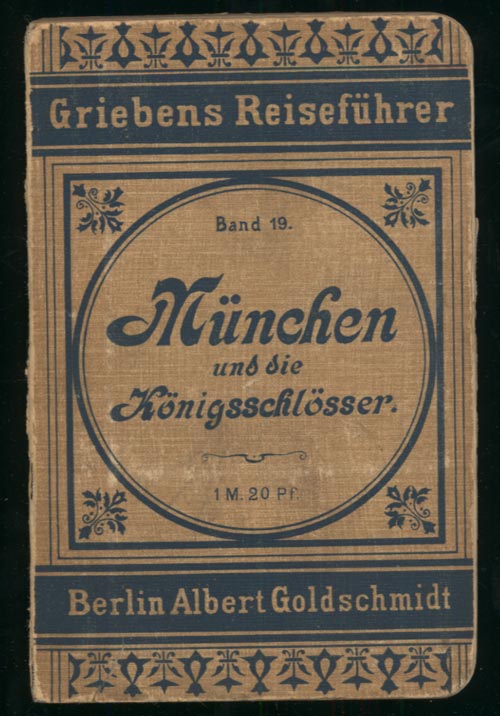 Griebens Reiseführer
Band 19.
München
und die
Königsschlösser.
1 M. 20 Pf.
Berlin Albert Goldschmidt